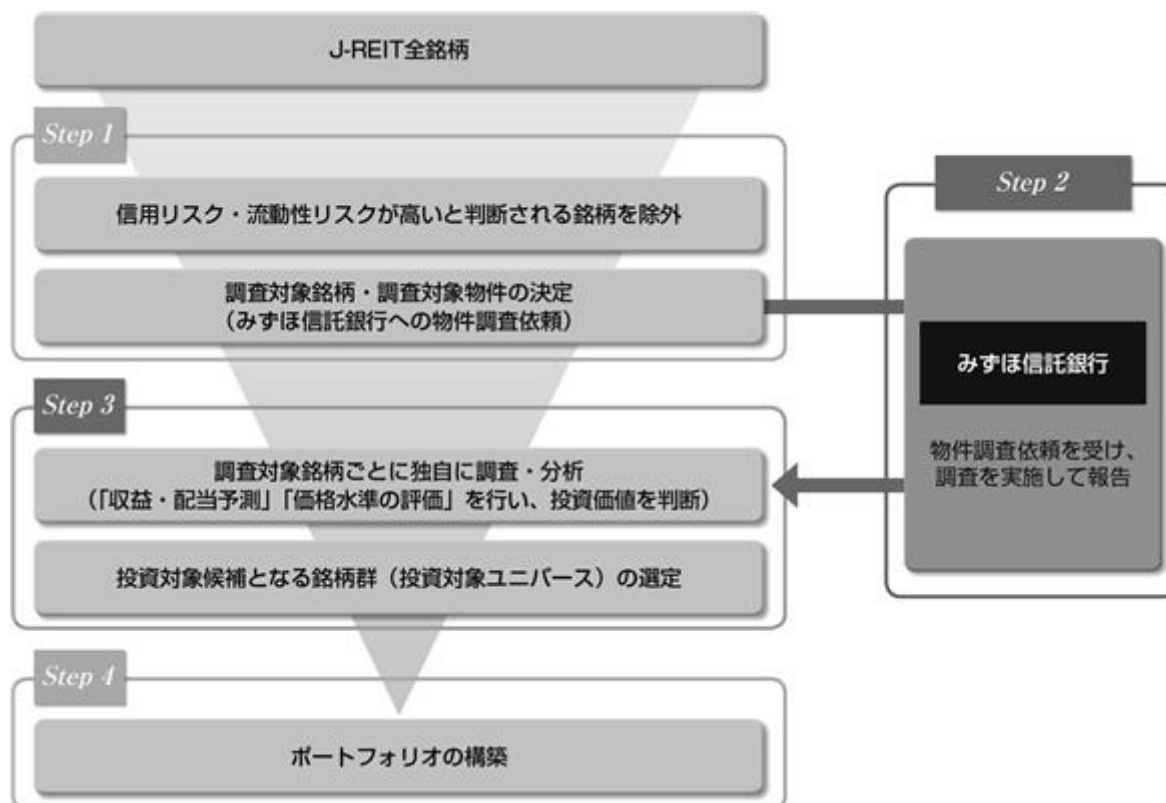 J-REIT全銘柄
Step 1
信用リスク・流動性リスクが高いと判断される銘柄を除外
調査対象銘柄・調査対象物件の決定
（みずほ信託銀行への物件調査依頼）
Step 2
みずほ信託銀行
物件調査依頼を受け、
調査を実施して報告
Step 3
調査対象銘柄ごとに独自に調査・分析
（「収益・配当予測」「価格水準の評価」を行い、投資価値を判断）
投資対象候補となる銘柄群（投資対象ユニバース）の選定
Step 4
ポートフォリオの構築